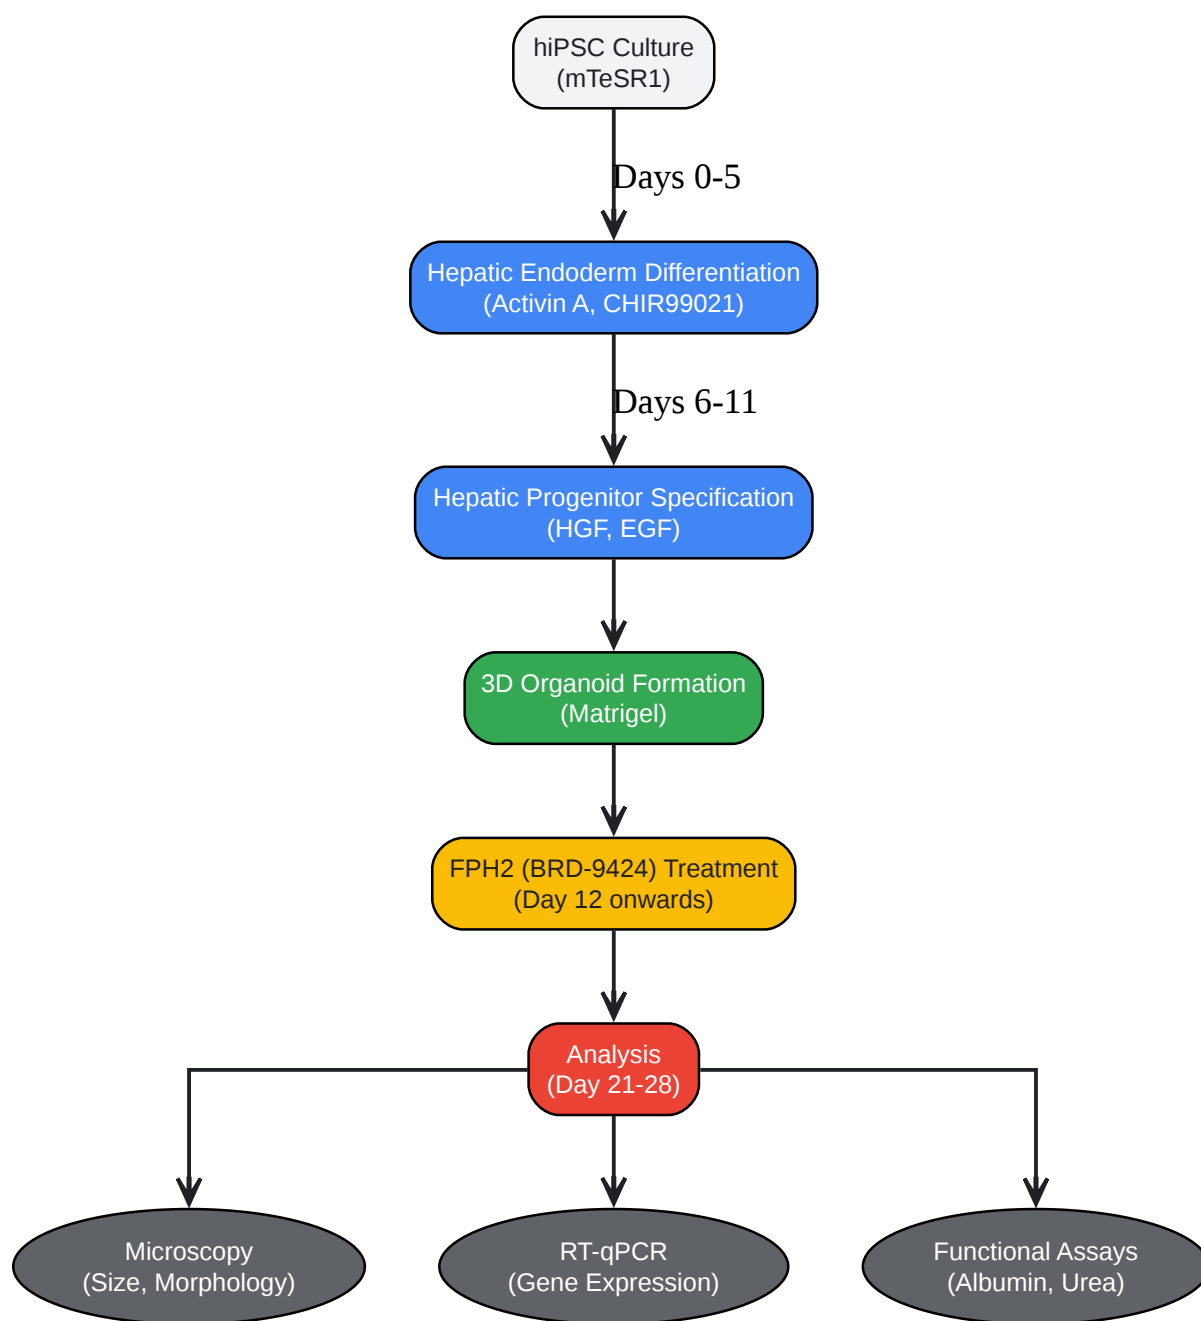 hiPSC Culture
(mTeSR1)
Days 0-5
Hepatic Endoderm Differentiation
(Activin A, CHIR99021)
Days 6-11
Hepatic Progenitor Specification
(HGF, EGF)
3D Organoid Formation
(Matrigel)
FPH2 (BRD-9424) Treatment
(Day 12 onwards)
Analysis
(Day 21-28)
Microscopy
(Size, Morphology)
RT-qPCR
(Gene Expression)
Functional Assays
(Albumin, Urea)